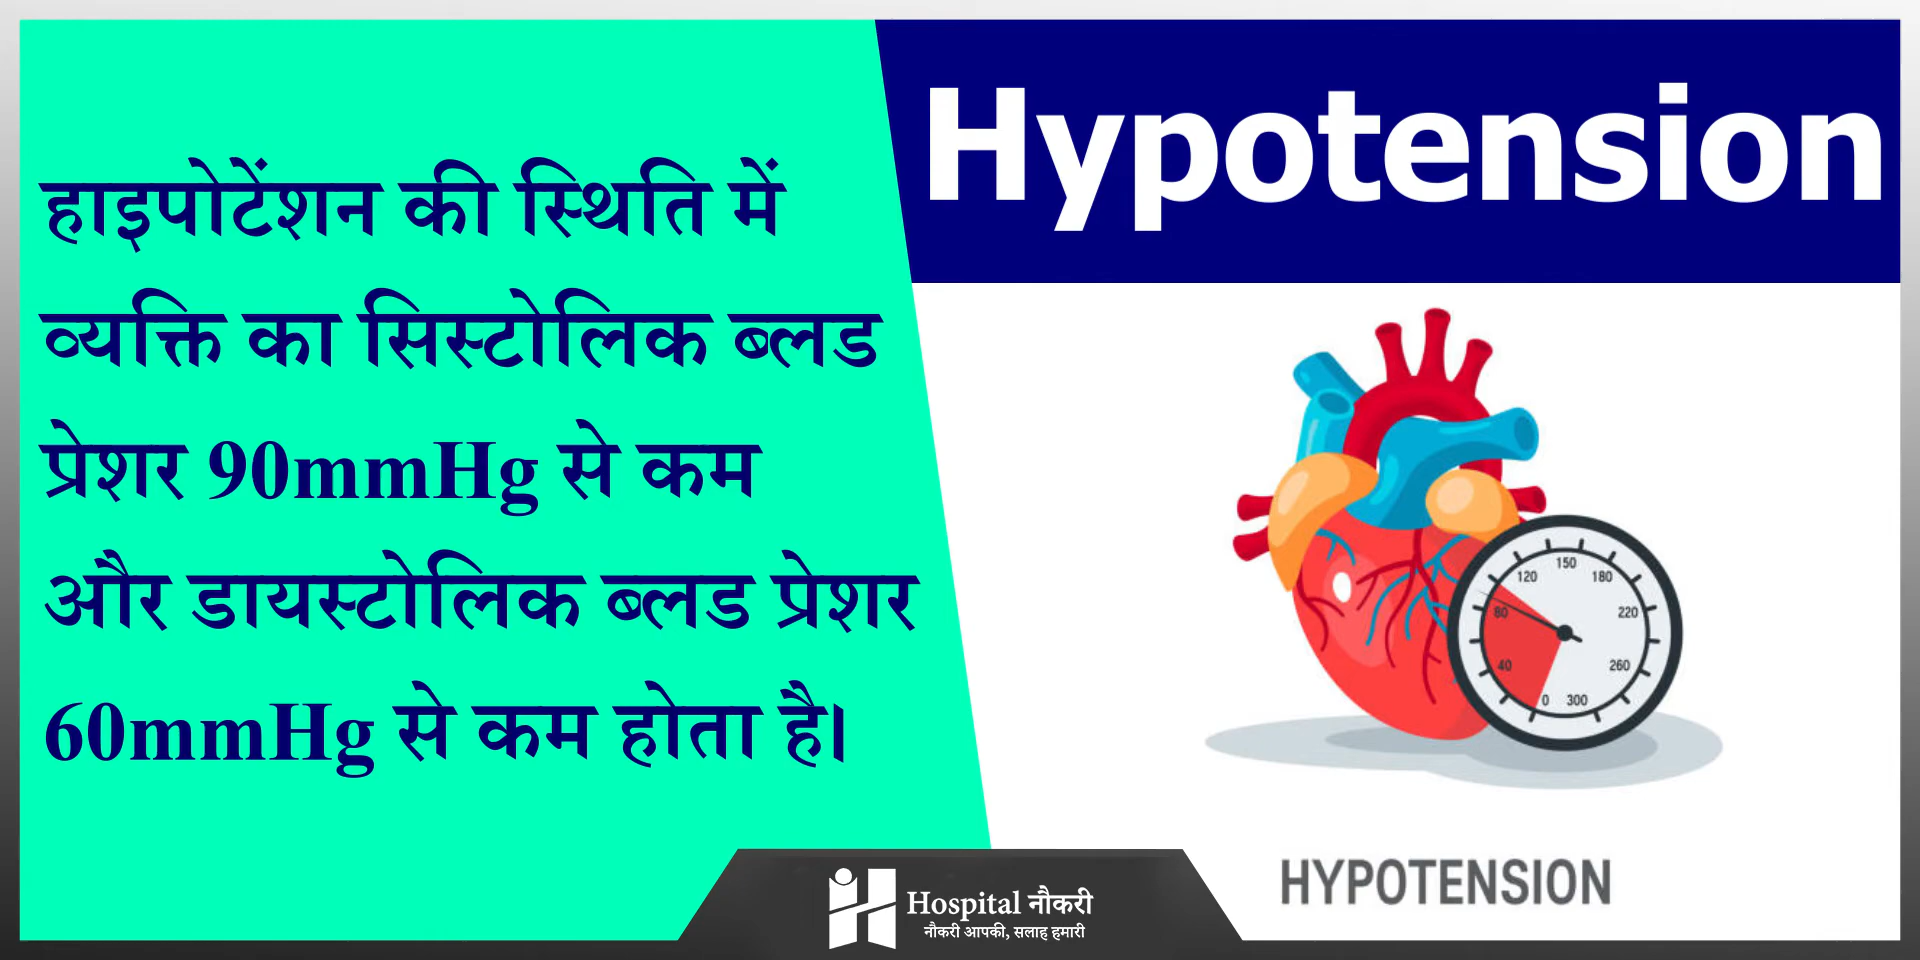 Hypotension
हाइपोटेंशन की स्थिति में
व्यक्ति का सिस्टोलिक ब्लड
प्रेशर 90mmHg से कम
और डायस्टोलिक ब्लड प्रेशर
60mmHg से कम होता है।
150
120
180
80
220
40
260
0
300
HYPOTENSION
Hospital नौकरी
नौकरी आपकी, सलाह हमारी